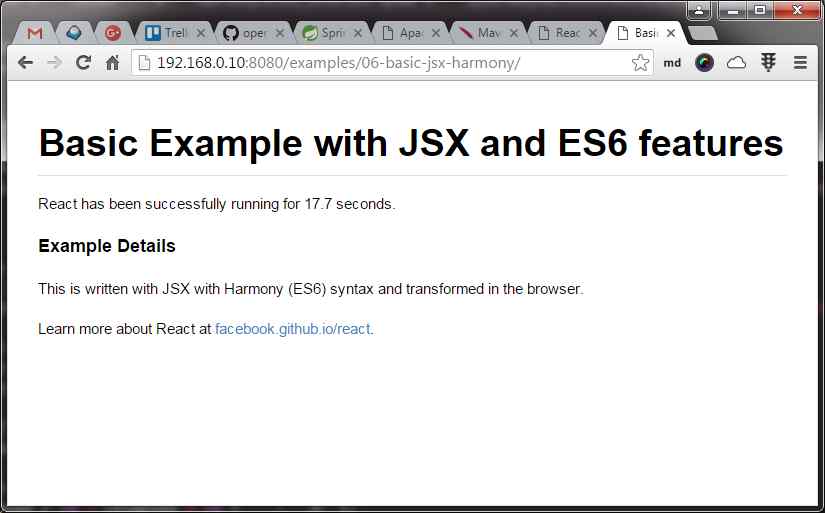 Trell
oper
Sprin
Apac
Mave
Reac
Basi
192.168.0.10:8080/examples/06-basic-jsx-harmony/
md
Basic Example with JSX and ES6 features
React has been successfully running for 17.7 seconds.
Example Details
This is written with JSX with Harmony (ES6) syntax and transformed in the browser.
Learn more about React at facebook.github.io/react.